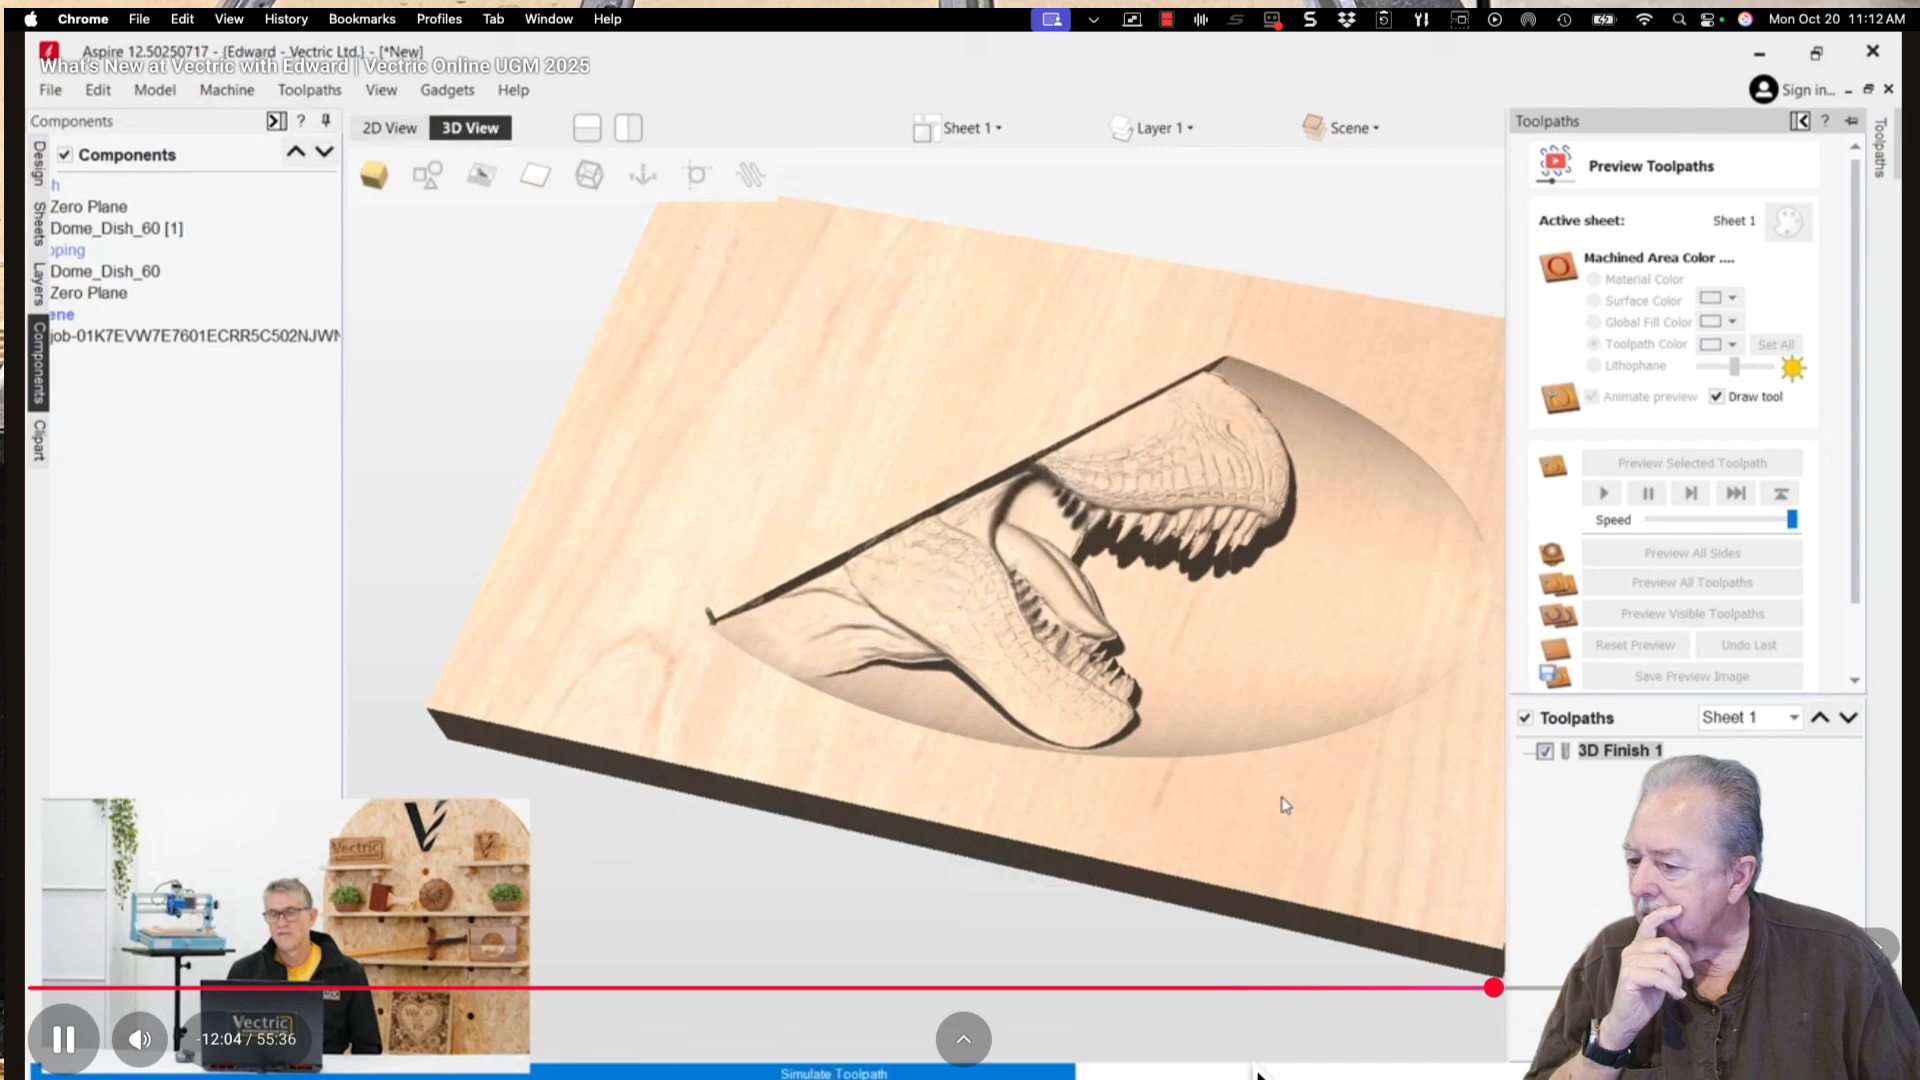 Chrome File Edit View History Bookmarks Profiles Tab Window Help Mon Oct 20 11:12 AM
Aspire 12.50250717 - {Edward - Vectric Ltd.} - [*New]
What's New at Vectric with Edward | Vectric Online UGM 2025
File Edit Model Machine Toolpaths View Gadgets Help
Sign in...
Components
2D View 3D View Sheet 1 Layer 1 Scene
Toolpaths
Components
Zero Plane
Dome_Dish_60 [1]
Dome_Dish_60
Zero Plane
job-01K7EVW7E7601ECRR5C502NJW
Design
Sheets
Layers
Components
Clipart
Toolpaths
Preview Toolpaths
Active sheet: Sheet 1
Machined Area Color ....
Material Color
Surface Color
Global Fill Color
Toolpath Color Set All
Lithophane
Animate preview Draw tool
Preview Selected Toolpath
Speed
Preview All Sides
Preview All Toolpaths
Preview Visible Toolpaths
Reset Preview Undo Last
Save Preview Image
Toolpaths Sheet 1
3D Finish 1
Vectric
Vectric
-12:04 / 55:36
Simulate Toolpath